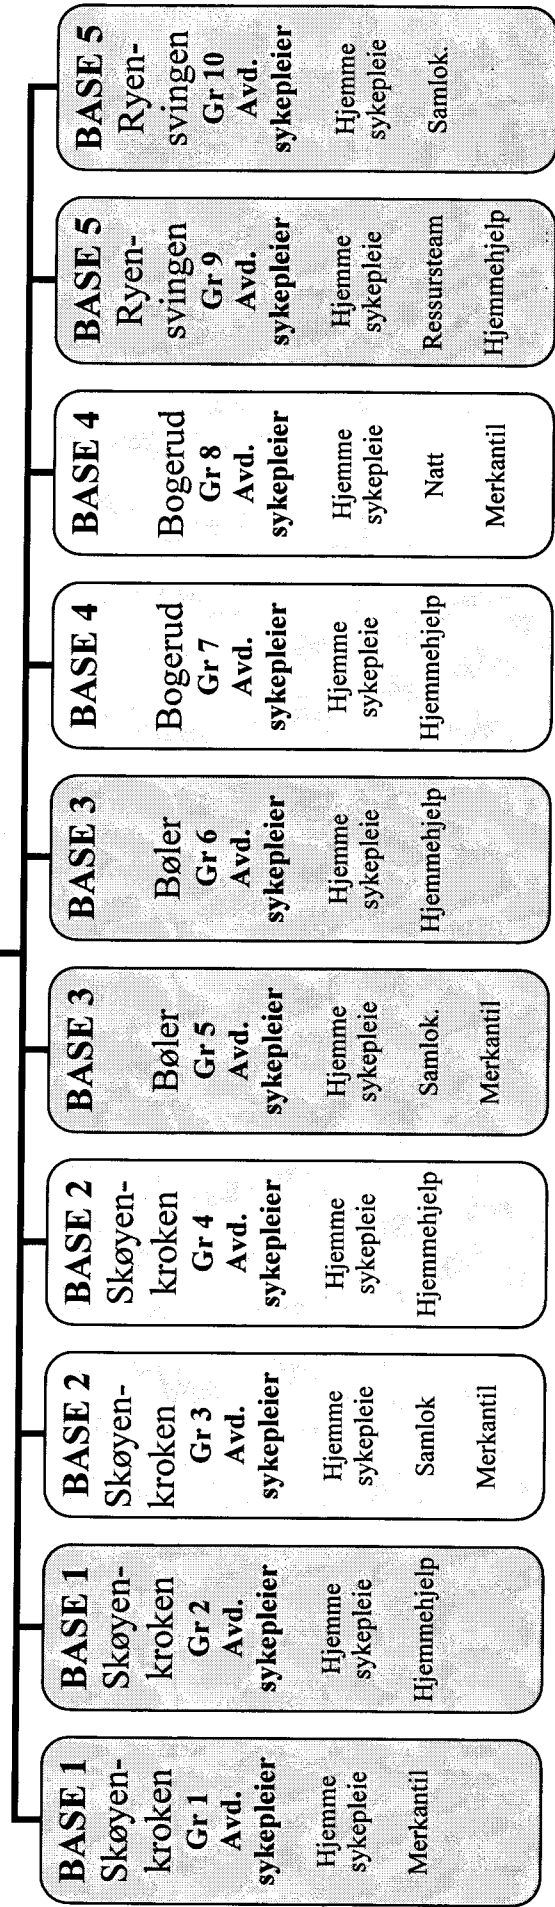 BASE 1
Skøyen-
kroken
Gr 1
Avd.
sykepleier
Hjemme
sykepleie
Merkantil
BASE 1
Skøyen-
kroken
Gr 2
Avd.
sykepleier
Hjemme
sykepleie
Hjemmehjelp
BASE 2
Skøyen-
kroken
Gr 3
Avd.
sykepleier
Hjemme
sykepleie
Samlok
Merkantil
BASE 2
Skøyen-
kroken
Gr 4
Avd.
sykepleier
Hjemme
sykepleie
Hjemmehjelp
BASE 3
Bøler
Gr 5
Avd.
sykepleier
Hjemme
sykepleie
Samlok.
Merkantil
BASE 3
Bøler
Gr 6
Avd.
sykepleier
Hjemme
sykepleie
Hjemmehjelp
BASE 4
Bogerud
Gr 7
Avd.
sykepleier
Hjemme
sykepleie
Hjemmehjelp
BASE 4
Bogerud
Gr 8
Avd.
sykepleier
Hjemme
sykepleie
Natt
Merkantil
BASE 5
Ryen-
svingen
Gr 9
Avd.
sykepleier
Hjemme
sykepleie
Ressursteam
Hjemmehjelp
BASE 5
Ryen-
svingen
Gr 10
Avd.
sykepleier
Hjemme
sykepleie
Samlok.